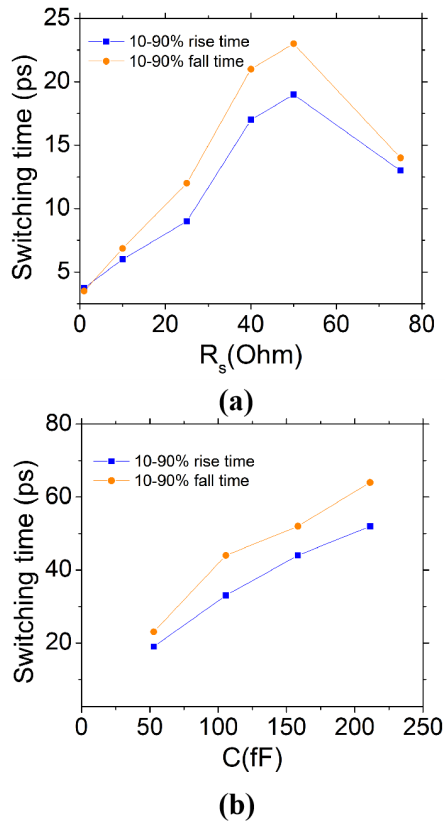 25
20
15
10
5
Switching time (ps)
10-90% rise time
10-90% fall time
0
20
40
60
80
Rs(Ohm)
(a)
80
60
40
20
Switching time (ps)
10-90% rise time
10-90% fall time
0
50
100
150
200
250
C(fF)
(b)